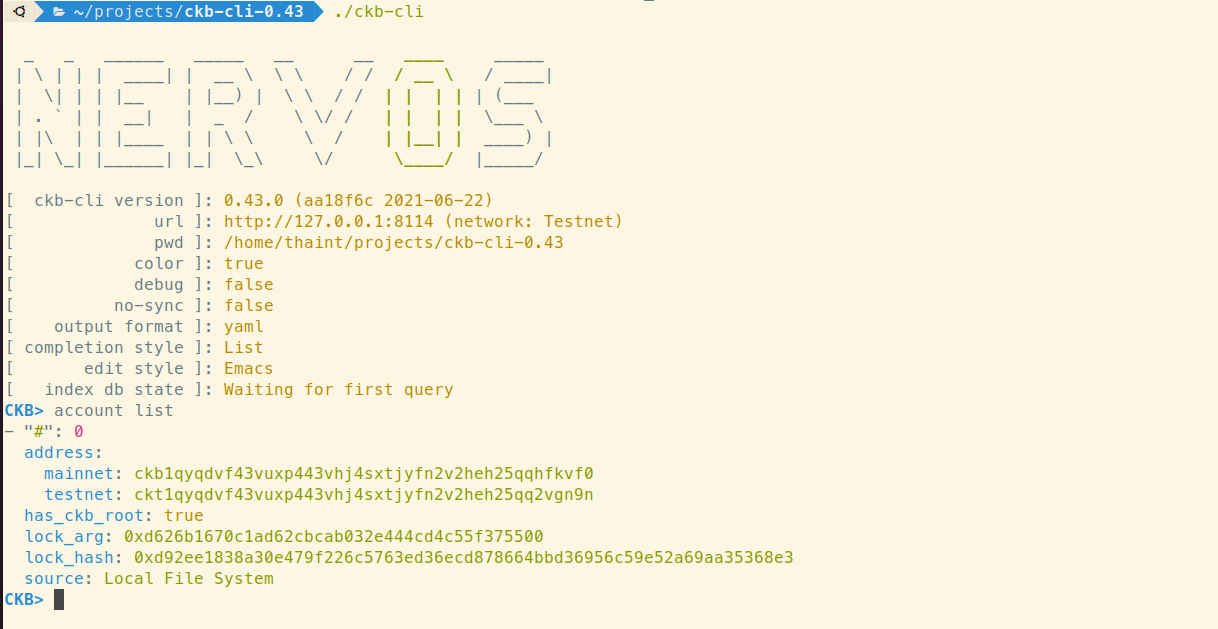 ~/projects/ckb-cli-0.43 ./ckb-cli
NERVOS
[  ckb-cli version ]: 0.43.0 (aa18f6c 2021-06-22)
[              url ]: http://127.0.0.1:8114 (network: Testnet)
[              pwd ]: /home/thaint/projects/ckb-cli-0.43
[            color ]: true
[            debug ]: false
[          no-sync ]: false
[    output format ]: yaml
[ completion style ]: List
[       edit style ]: Emacs
[   index db state ]: Waiting for first query
CKB> account list
- "#": 0
  address:
    mainnet: ckb1qyqdvf43vuxp443vhj4sxtjyfn2v2heh25qqhfkvf0
    testnet: ckt1qyqdvf43vuxp443vhj4sxtjyfn2v2heh25qq2vgn9n
  has_ckb_root: true
  lock_arg: 0xd626b1670c1ad62cbcab032e444cd4c55f375500
  lock_hash: 0xd92ee1838a30e479f226c5763ed36ecd878664bbd36956c59e52a69aa35368e3
  source: Local File System
CKB>